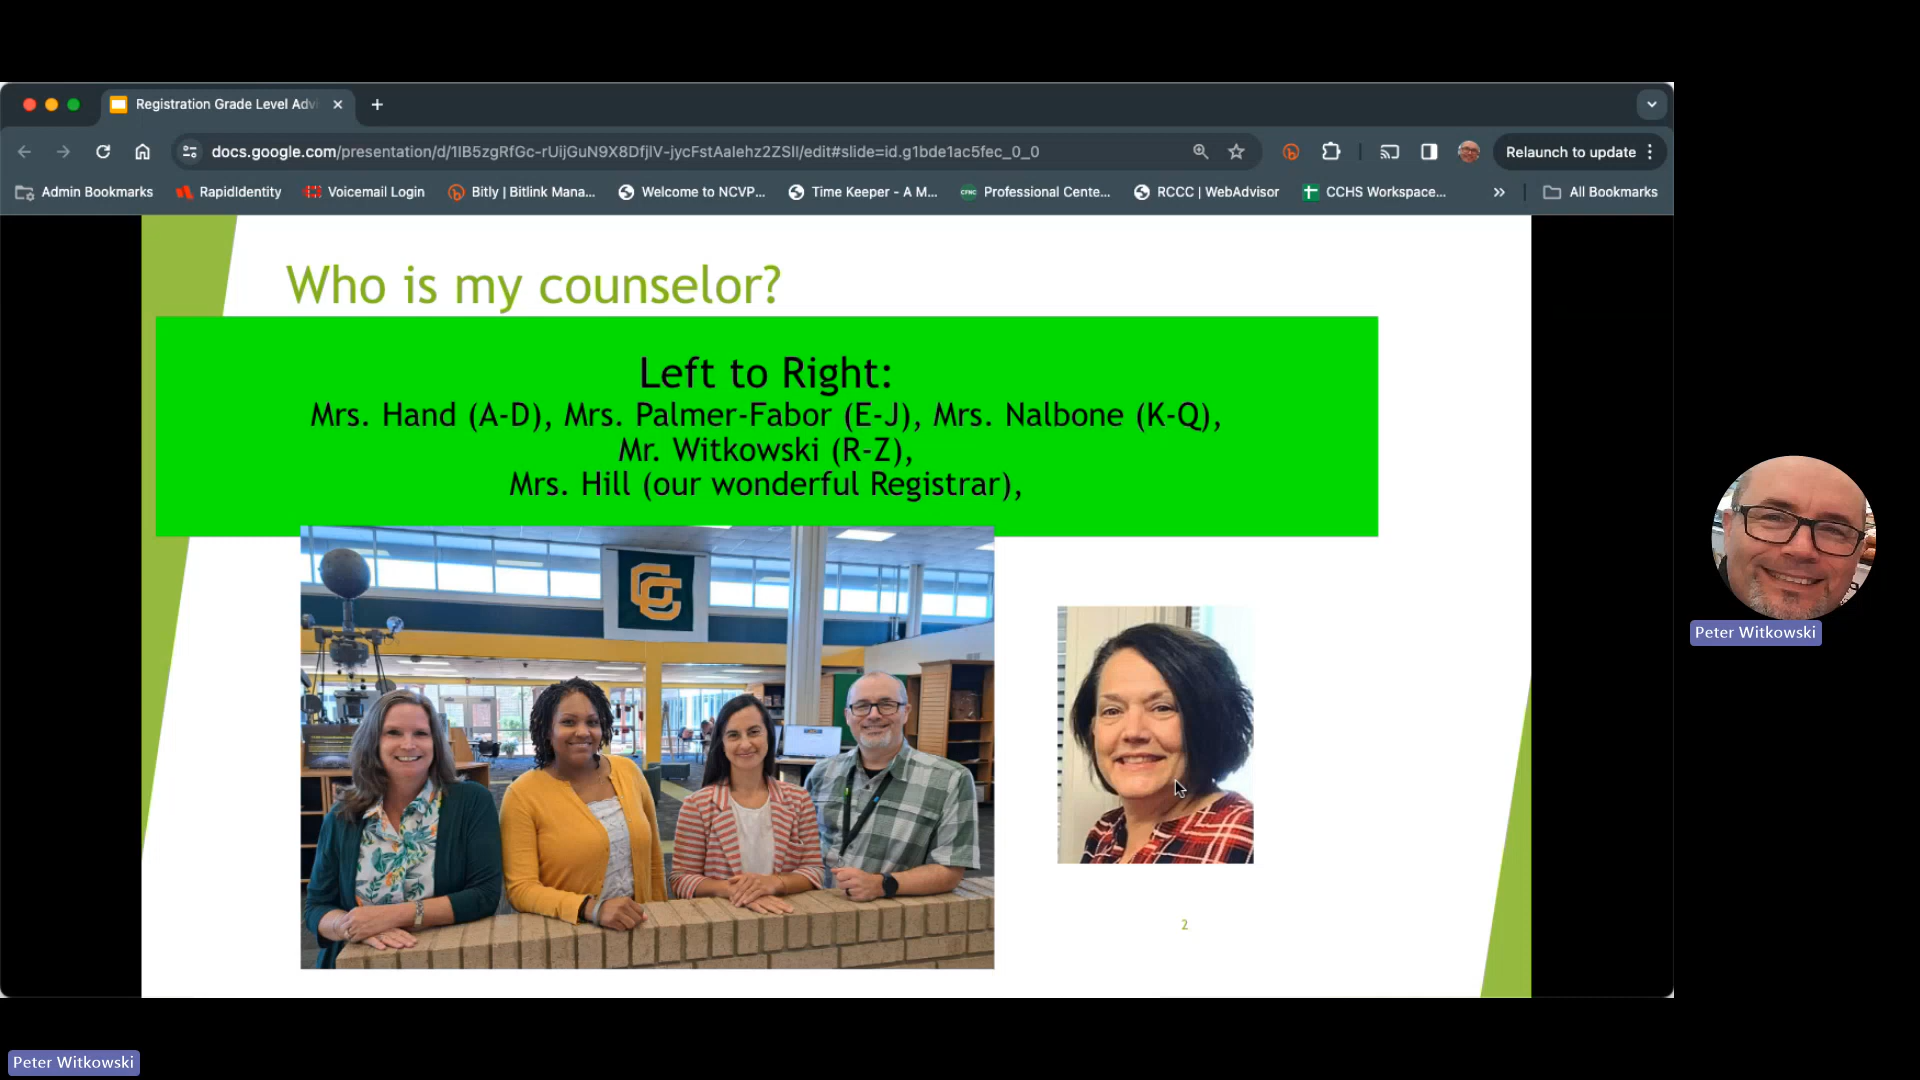 Registration Grade Level Advi
docs.google.com/presentation/d/1IB5zgRfGc-rUijGuN9X8DfjlV-jycFstAalehz2ZSlI/edit#slide=id.g1bde1ac5fec_0_0
Relaunch to update
Admin Bookmarks
RapidIdentity
Voicemail Login
Bitly | Bitlink Mana...
Welcome to NCVP...
Time Keeper - A M...
CFNC
Professional Cente...
RCCC | WebAdvisor
CCHS Workspace...
All Bookmarks
Who is my counselor?
Left to Right:
Mrs. Hand (A-D), Mrs. Palmer-Fabor (E-J), Mrs. Nalbone (K-Q),
Mr. Witkowski (R-Z),
Mrs. Hill (our wonderful Registrar),
CC
2
Peter Witkowski
Peter Witkowski